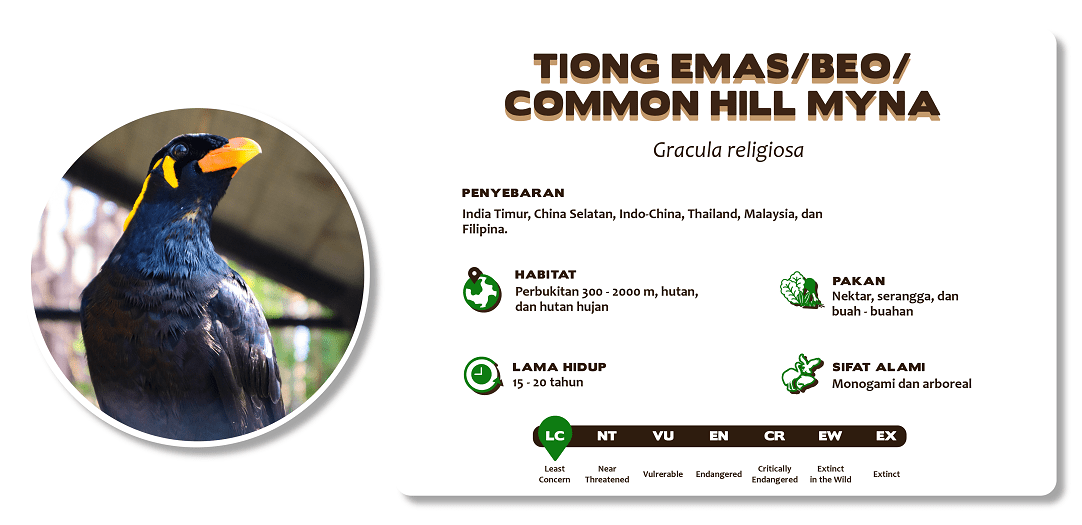 TIONG EMAS/BEO/
COMMON HILL MYNA
Gracula religiosa
PENYEBARAN
India Timur, China Selatan, Indo-China, Thailand, Malaysia, dan
Filipina.
HABITAT
Perbukitan 300 - 2000 m, hutan,
dan hutan hujan
PAKAN
Nektar, serangga, dan
buah - buahan
LAMA HIDUP
15 - 20 tahun
SIFAT ALAMI
Monogami dan arboreal
LC NT VU EN CR EW EX
Least
Concern
Near
Threatened
Vulrerable
Endangered
Critically
Endangered
Extinct
in the Wild
Extinct